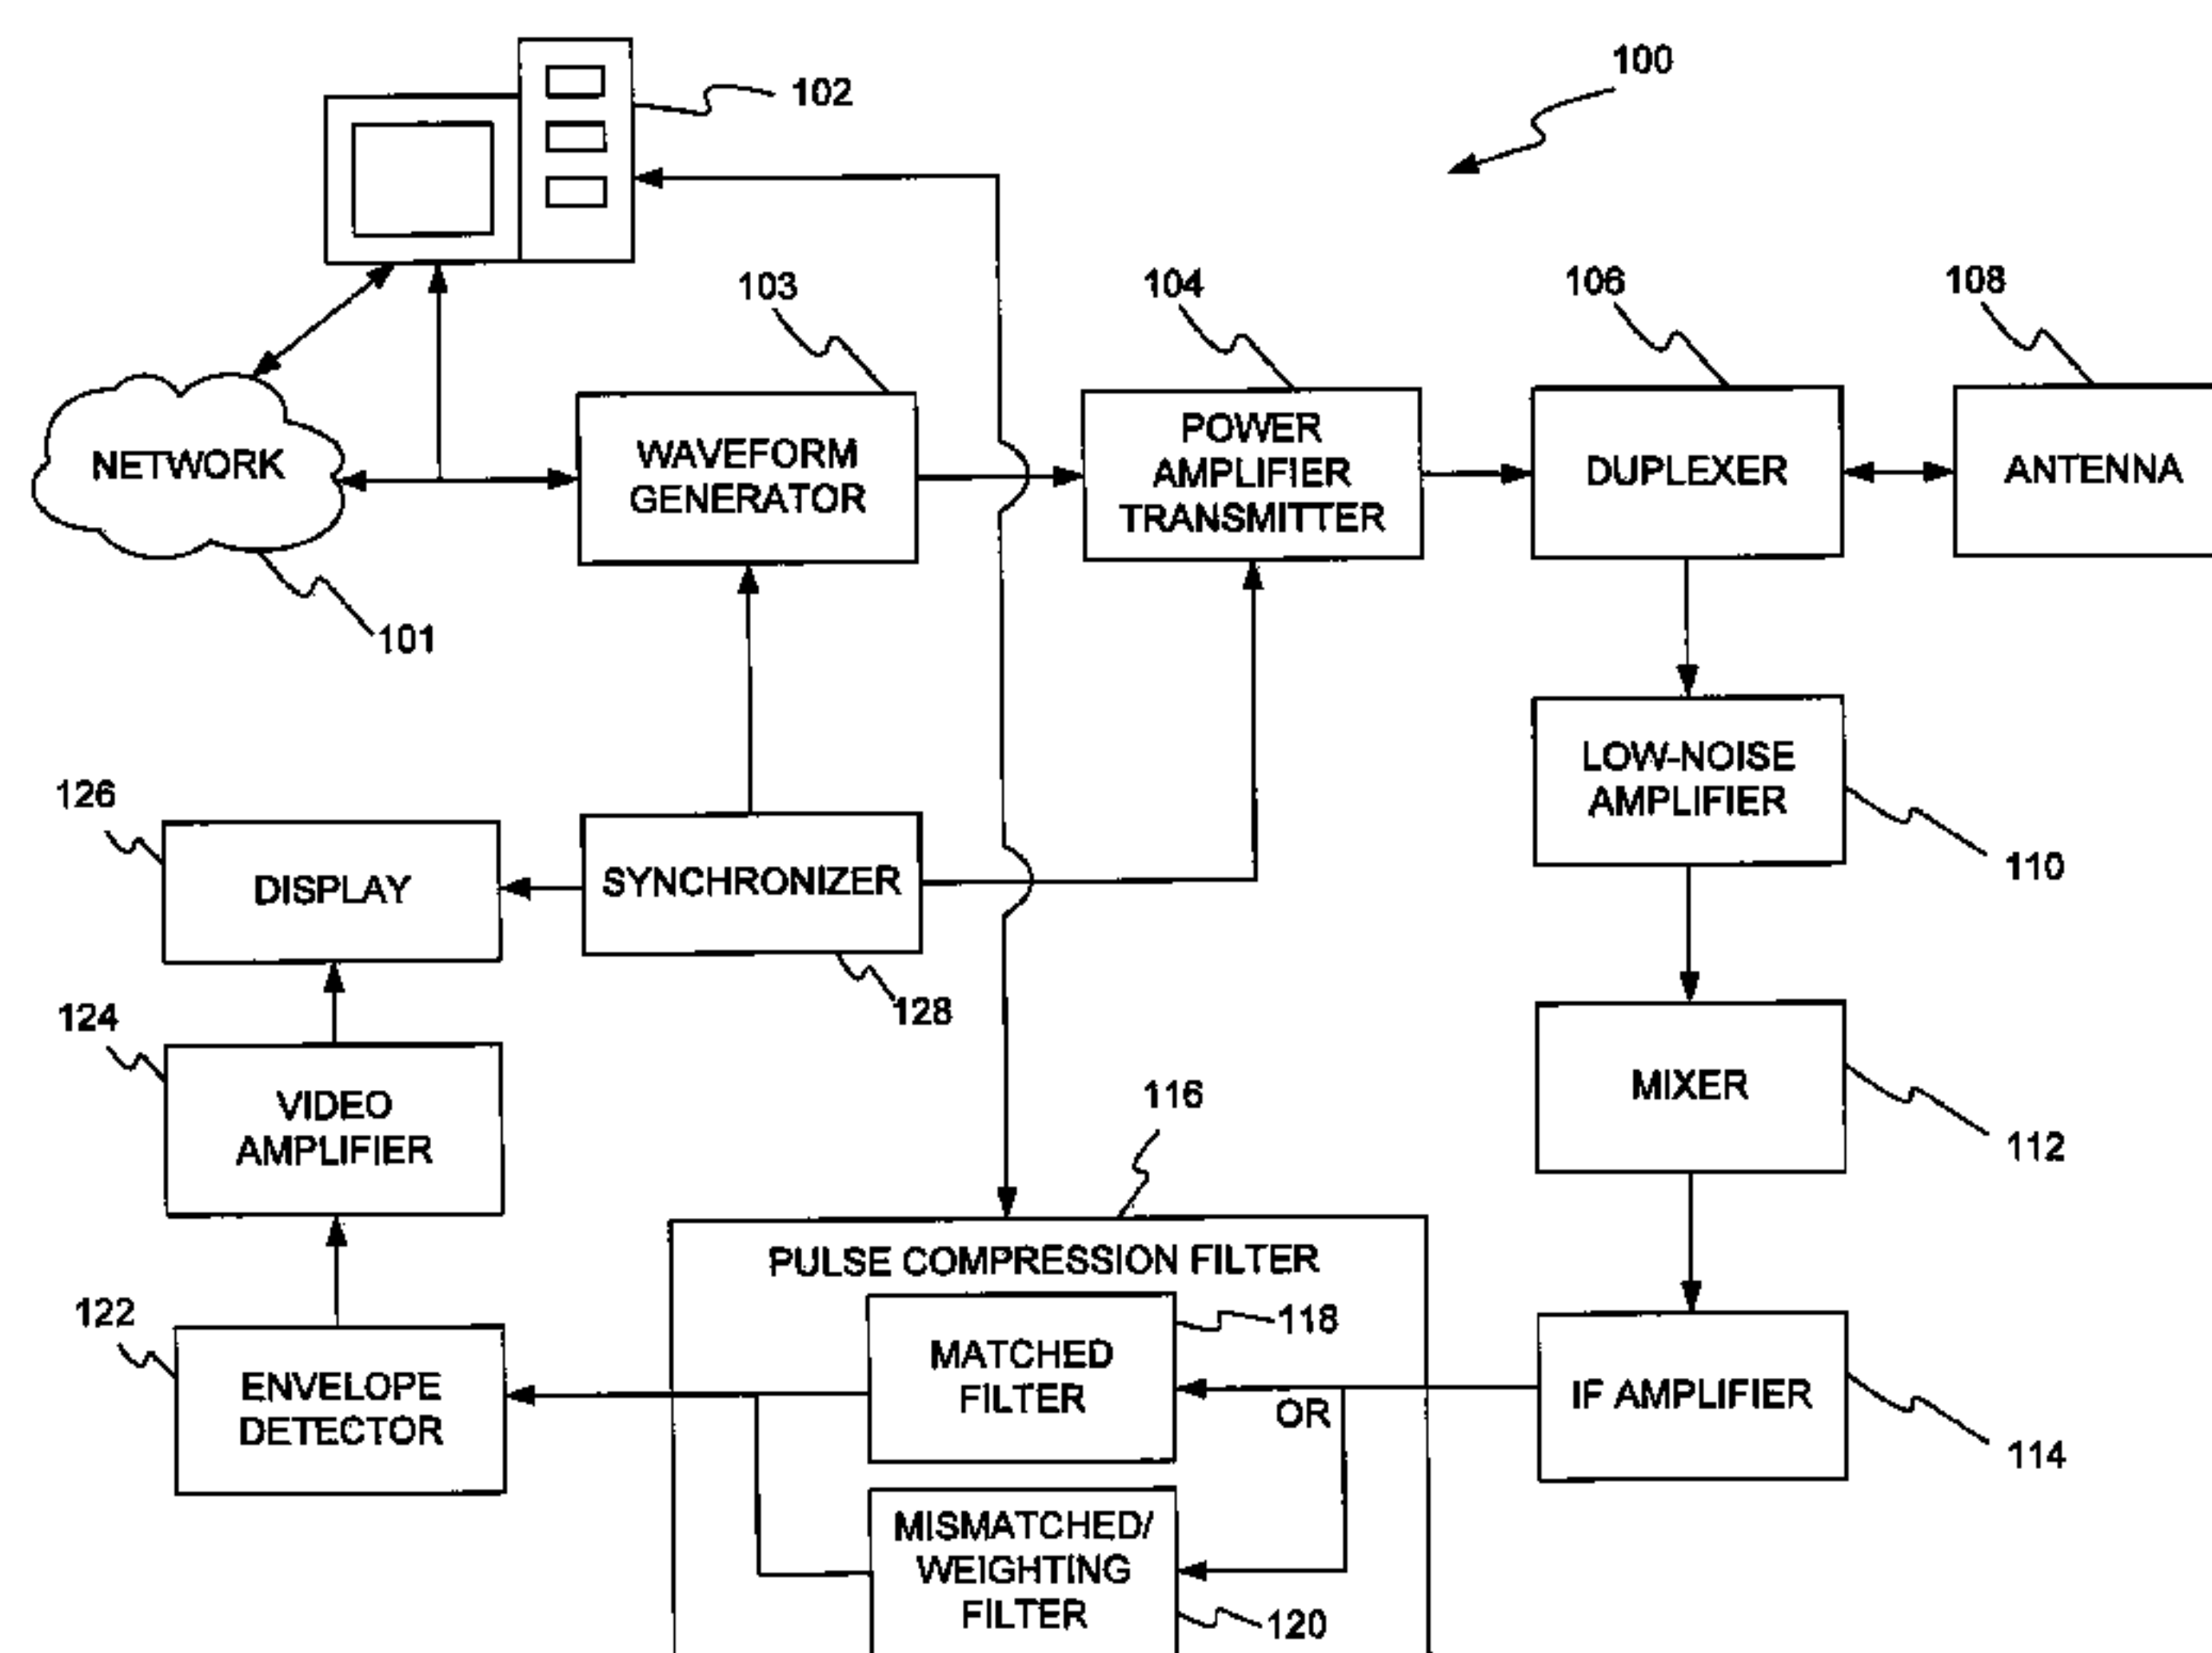 100
102
103
104
106
108
NETWORK
WAVEFORM
GENERATOR
POWER
AMPLIFIER
TRANSMITTER
DUPLEXER
ANTENNA
101
LOW-NOISE
AMPLIFIER
110
126
DISPLAY
SYNCHRONIZER
128
124
VIDEO
AMPLIFIER
MIXER
112
116
PULSE COMPRESSION FILTER
122
ENVELOPE
DETECTOR
MATCHED
FILTER
118
OR
IF AMPLIFIER
114
MISMATCHED/
WEIGHTING
FILTER
120